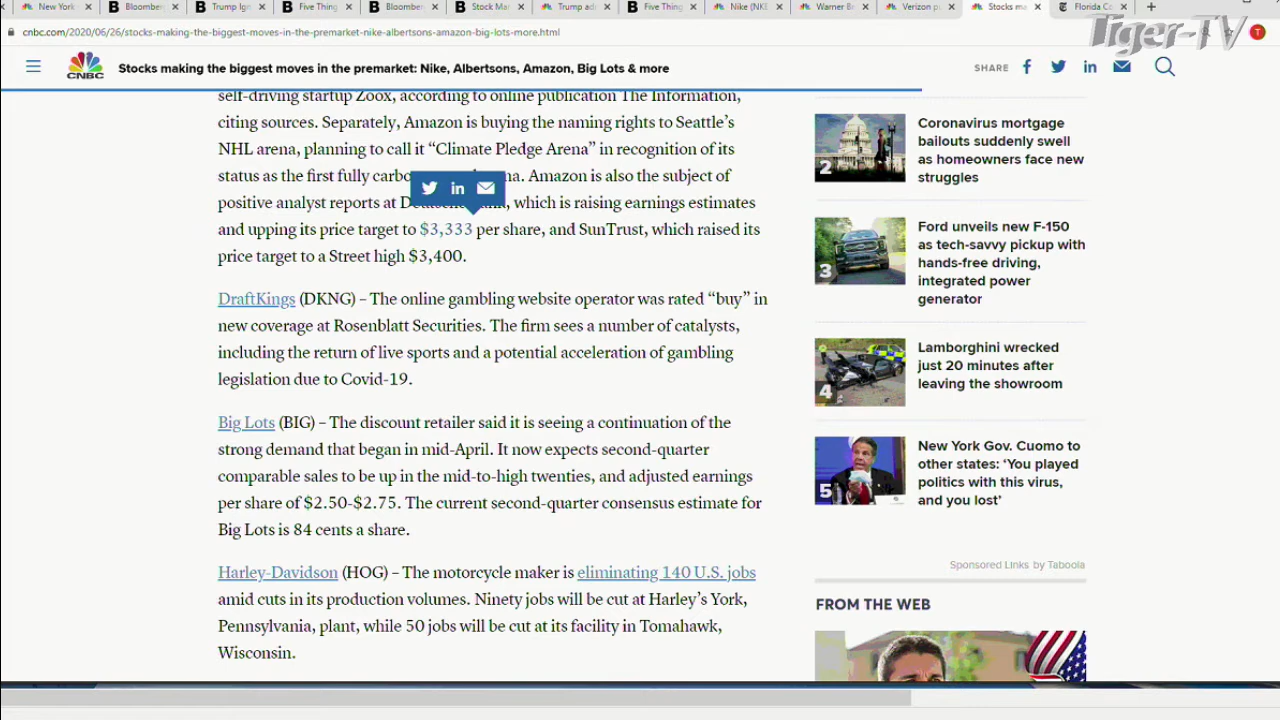 New York
Bloomber
Trump Ign
Five Thing
Bloomber
Stock Mar
Trump ad
Five Thing
Nike (NKE
Warner B
Verizon p
Stocks ma
Florida Co
cnbc.com/2020/06/26/stocks-making-the-biggest-moves-in-the-premarket-nike-albertsons-amazon-big-lots-more.html
T
Tiger-TV
CNBC
Stocks making the biggest moves in the premarket: Nike, Albertsons, Amazon, Big Lots & more
SHARE
self-driving startup Zoox, according to online publication The Information,
citing sources. Separately, Amazon is buying the naming rights to Seattle's
NHL arena, planning to call it “Climate Pledge Arena” in recognition of its
status as the first fully carbo na. Amazon is also the subject of
positive analyst reports at , which is raising earnings estimates
and upping its price target to $3,333 per share, and SunTrust, which raised its
price target to a Street high $3,400.
DraftKings (DKNG) – The online gambling website operator was rated “buy” in
new coverage at Rosenblatt Securities. The firm sees a number of catalysts,
including the return of live sports and a potential acceleration of gambling
legislation due to Covid-19.
Big Lots (BIG) – The discount retailer said it is seeing a continuation of the
strong demand that began in mid-April. It now expects second-quarter
comparable sales to be up in the mid-to-high twenties, and adjusted earnings
per share of $2.50-$2.75. The current second-quarter consensus estimate for
Big Lots is 84 cents a share.
Harley-Davidson (HOG) – The motorcycle maker is eliminating 140 U.S. jobs
amid cuts in its production volumes. Ninety jobs will be cut at Harley's York,
Pennsylvania, plant, while 50 jobs will be cut at its facility in Tomahawk,
Wisconsin.
2
Coronavirus mortgage
bailouts suddenly swell
as homeowners face new
struggles
3
Ford unveils new F-150
as tech-savvy pickup with
hands-free driving,
integrated power
generator
4
Lamborghini wrecked
just 20 minutes after
leaving the showroom
5
New York Gov. Cuomo to
other states: ‘You played
politics with this virus,
and you lost’
Sponsored Links by Taboola
FROM THE WEB